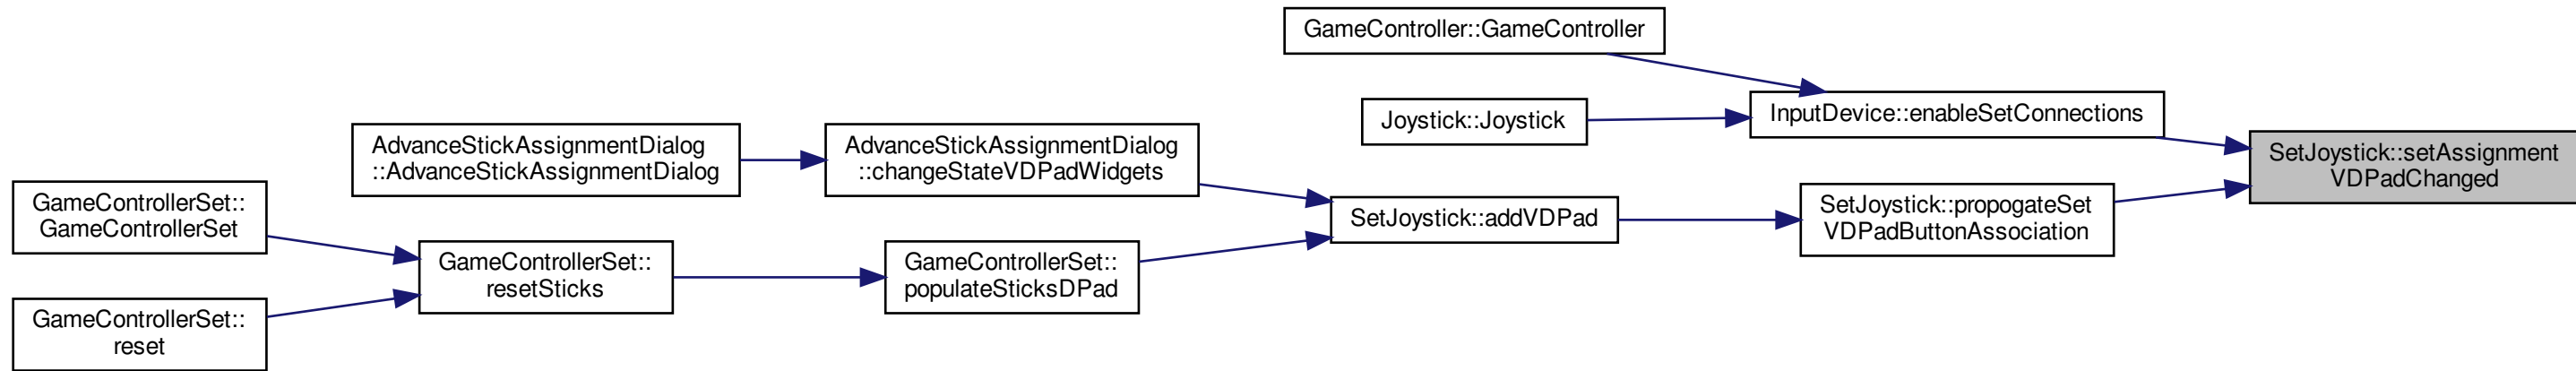 GameController::GameController
Joystick::Joystick
InputDevice::enableSetConnections
SetJoystick::setAssignment
VDPadChanged
AdvanceStickAssignmentDialog
::AdvanceStickAssignmentDialog
AdvanceStickAssignmentDialog
::changeStateVDPadWidgets
SetJoystick::addVDPad
SetJoystick::propogateSet
VDPadButtonAssociation
GameControllerSet::
GameControllerSet
GameControllerSet::
resetSticks
GameControllerSet::
populateSticksDPad
GameControllerSet::
reset